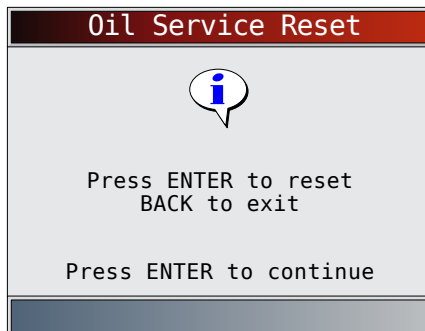 Oil Service Reset
i
Press ENTER to reset
BACK to exit
Press ENTER to continue